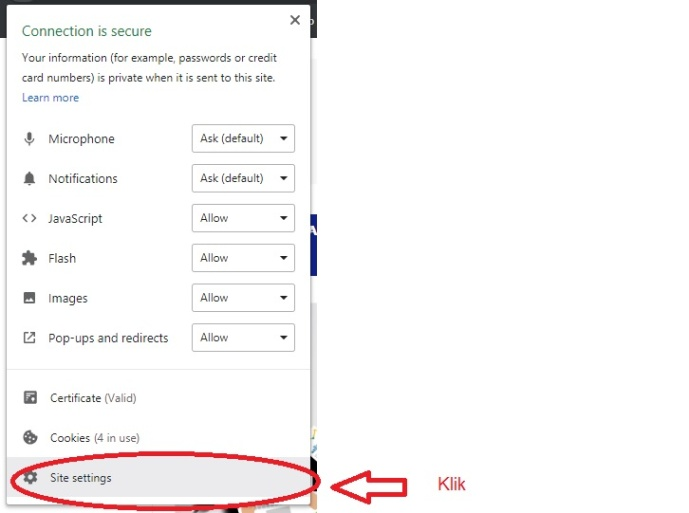 Connection is secure
Your information (for example, passwords or credit
card numbers) is private when it is sent to this site.
Learn more
Microphone Ask (default)
Notifications Ask (default)
JavaScript Allow
Flash Allow
Images Allow
Pop-ups and redirects Allow
Certificate (Valid)
Cookies (4 in use)
Site settings
Klik